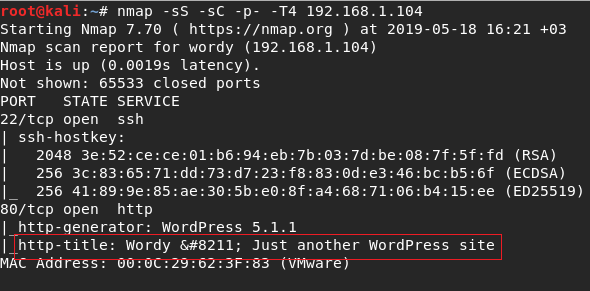 root@kali:~# nmap -sS -sC -p- -T4 192.168.1.104
Starting Nmap 7.70 ( https://nmap.org ) at 2019-05-18 16:21 +03
Nmap scan report for wordy (192.168.1.104)
Host is up (0.0019s latency).
Not shown: 65533 closed ports
PORT   STATE SERVICE
22/tcp open  ssh
| ssh-hostkey:
|   2048 3e:52:ce:ce:01:b6:94:eb:7b:03:7d:be:08:7f:5f:fd (RSA)
|   256 3c:83:65:71:dd:73:d7:23:f8:83:0d:e3:46:bc:b5:6f (ECDSA)
|_  256 41:89:9e:85:ae:30:5b:e0:8f:a4:68:71:06:b4:15:ee (ED25519)
80/tcp open  http
|_http-generator: WordPress 5.1.1
|_http-title: Wordy &#8211; Just another WordPress site
MAC Address: 00:0C:29:62:3F:83 (VMware)